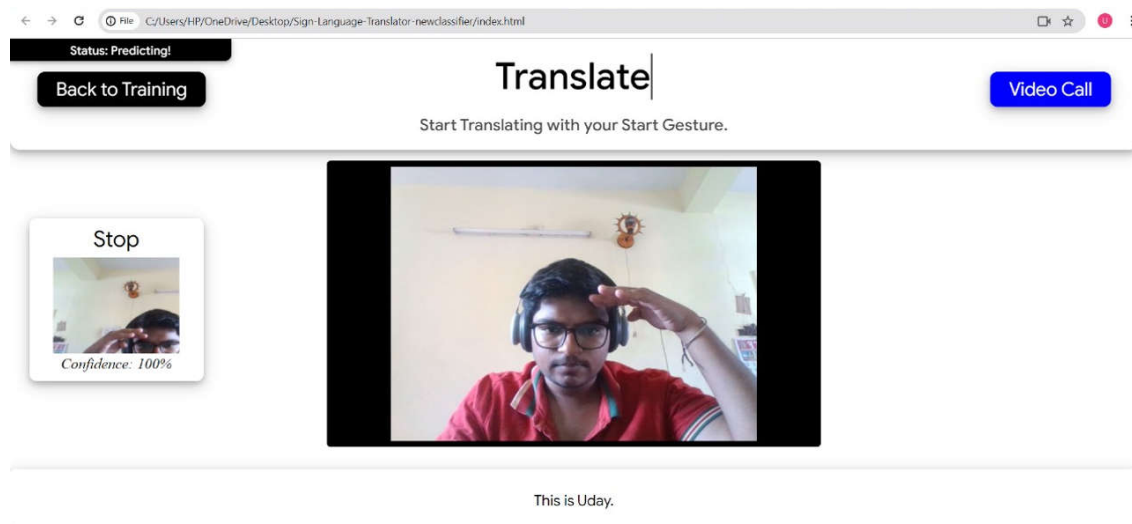 File C:/Users/HP/OneDrive/Desktop/Sign-Language-Translator-newclassifier/index.html U
Status: Predicting!
Back to Training
Translate
Video Call
Start Translating with your Start Gesture.
Stop
Confidence: 100%
This is Uday.